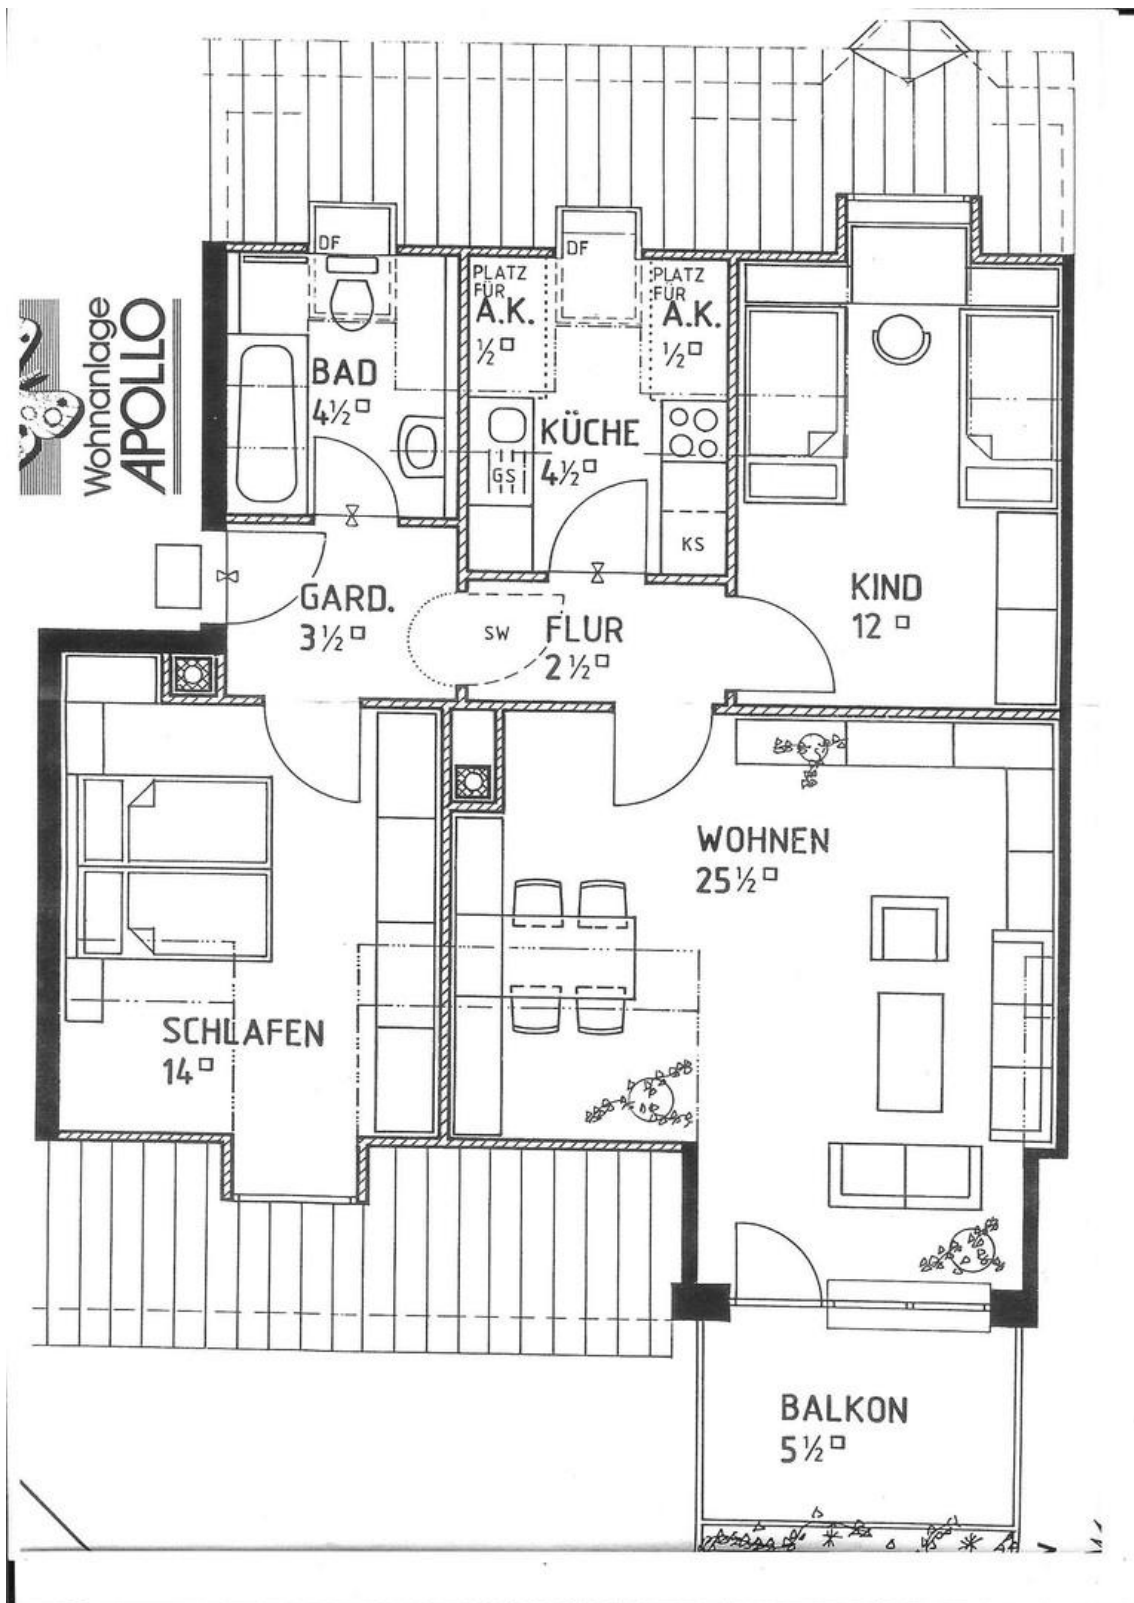 Wohnanlage
APOLLO
DF
BAD
4½□
PLATZ
FÜR
A.K.
½□
DF
PLATZ
FÜR
A.K.
½□
KÜCHE
4½□
GS
KS
KIND
12 □
GARD.
3½□
SW
FLUR
2½□
WOHNEN
25½□
SCHLAFEN
14□
BALKON
5½□